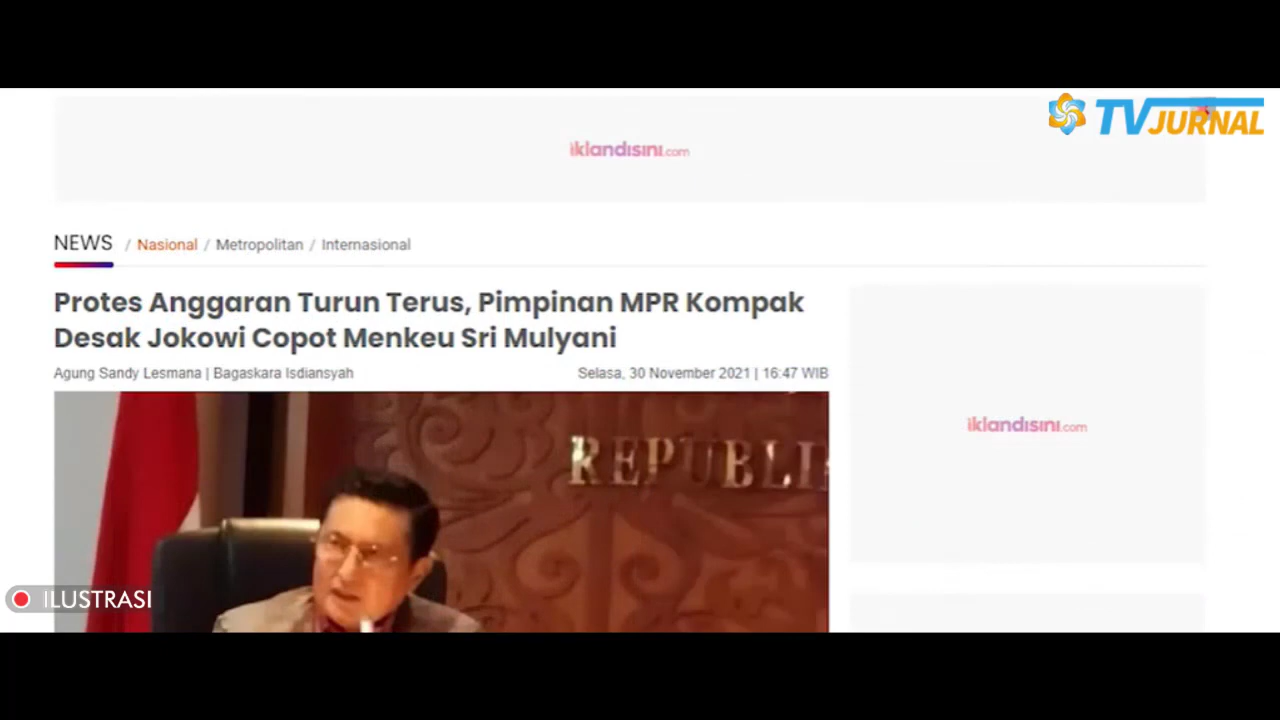 TVJURNAL
iklandisini.com
NEWS / Nasional / Metropolitan / Internasional
Protes Anggaran Turun Terus, Pimpinan MPR Kompak
Desak Jokowi Copot Menkeu Sri Mulyani
Agung Sandy Lesmana | Bagaskara Isdiansyah
Selasa, 30 November 2021 | 16:47 WIB
iklandisini.com
REPUBLI
ILUSTRASI